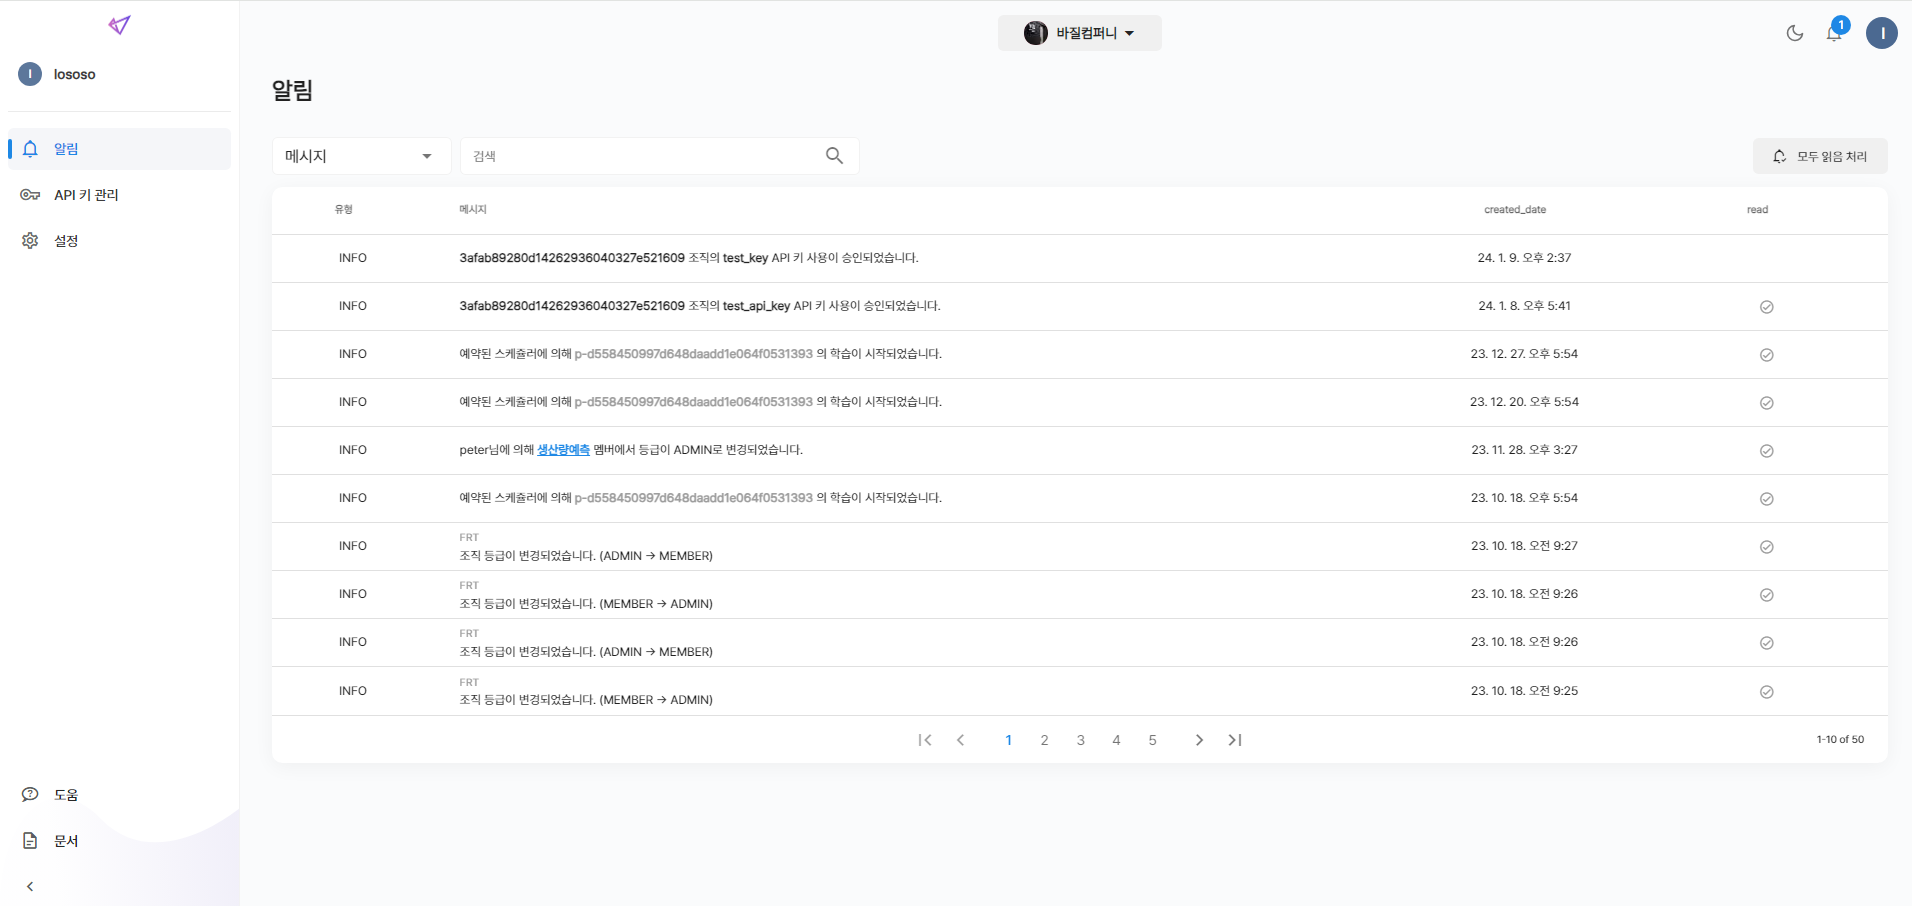 바질컴퍼니
1
I
I lososo
알림
API 키 관리
설정
도움
문서
알림
메시지
검색
모두 읽음 처리
유형 메시지 created_date read
INFO 3afab89280d14262936040327e521609 조직의 test_key API 키 사용이 승인되었습니다. 24. 1. 9. 오후 2:37
INFO 3afab89280d14262936040327e521609 조직의 test_api_key API 키 사용이 승인되었습니다. 24. 1. 8. 오후 5:41
INFO 예약된 스케쥴러에 의해 p-d558450997d648daadd1e064f0531393 의 학습이 시작되었습니다. 23. 12. 27. 오후 5:54
INFO 예약된 스케쥴러에 의해 p-d558450997d648daadd1e064f0531393 의 학습이 시작되었습니다. 23. 12. 20. 오후 5:54
INFO peter님에 의해 생산량예측 멤버에서 등급이 ADMIN로 변경되었습니다. 23. 11. 28. 오후 3:27
INFO 예약된 스케쥴러에 의해 p-d558450997d648daadd1e064f0531393 의 학습이 시작되었습니다. 23. 10. 18. 오후 5:54
FRT
INFO 조직 등급이 변경되었습니다. (ADMIN → MEMBER) 23. 10. 18. 오전 9:27
FRT
INFO 조직 등급이 변경되었습니다. (MEMBER → ADMIN) 23. 10. 18. 오전 9:26
FRT
INFO 조직 등급이 변경되었습니다. (ADMIN → MEMBER) 23. 10. 18. 오전 9:26
FRT
INFO 조직 등급이 변경되었습니다. (MEMBER → ADMIN) 23. 10. 18. 오전 9:25
1 2 3 4 5
1-10 of 50